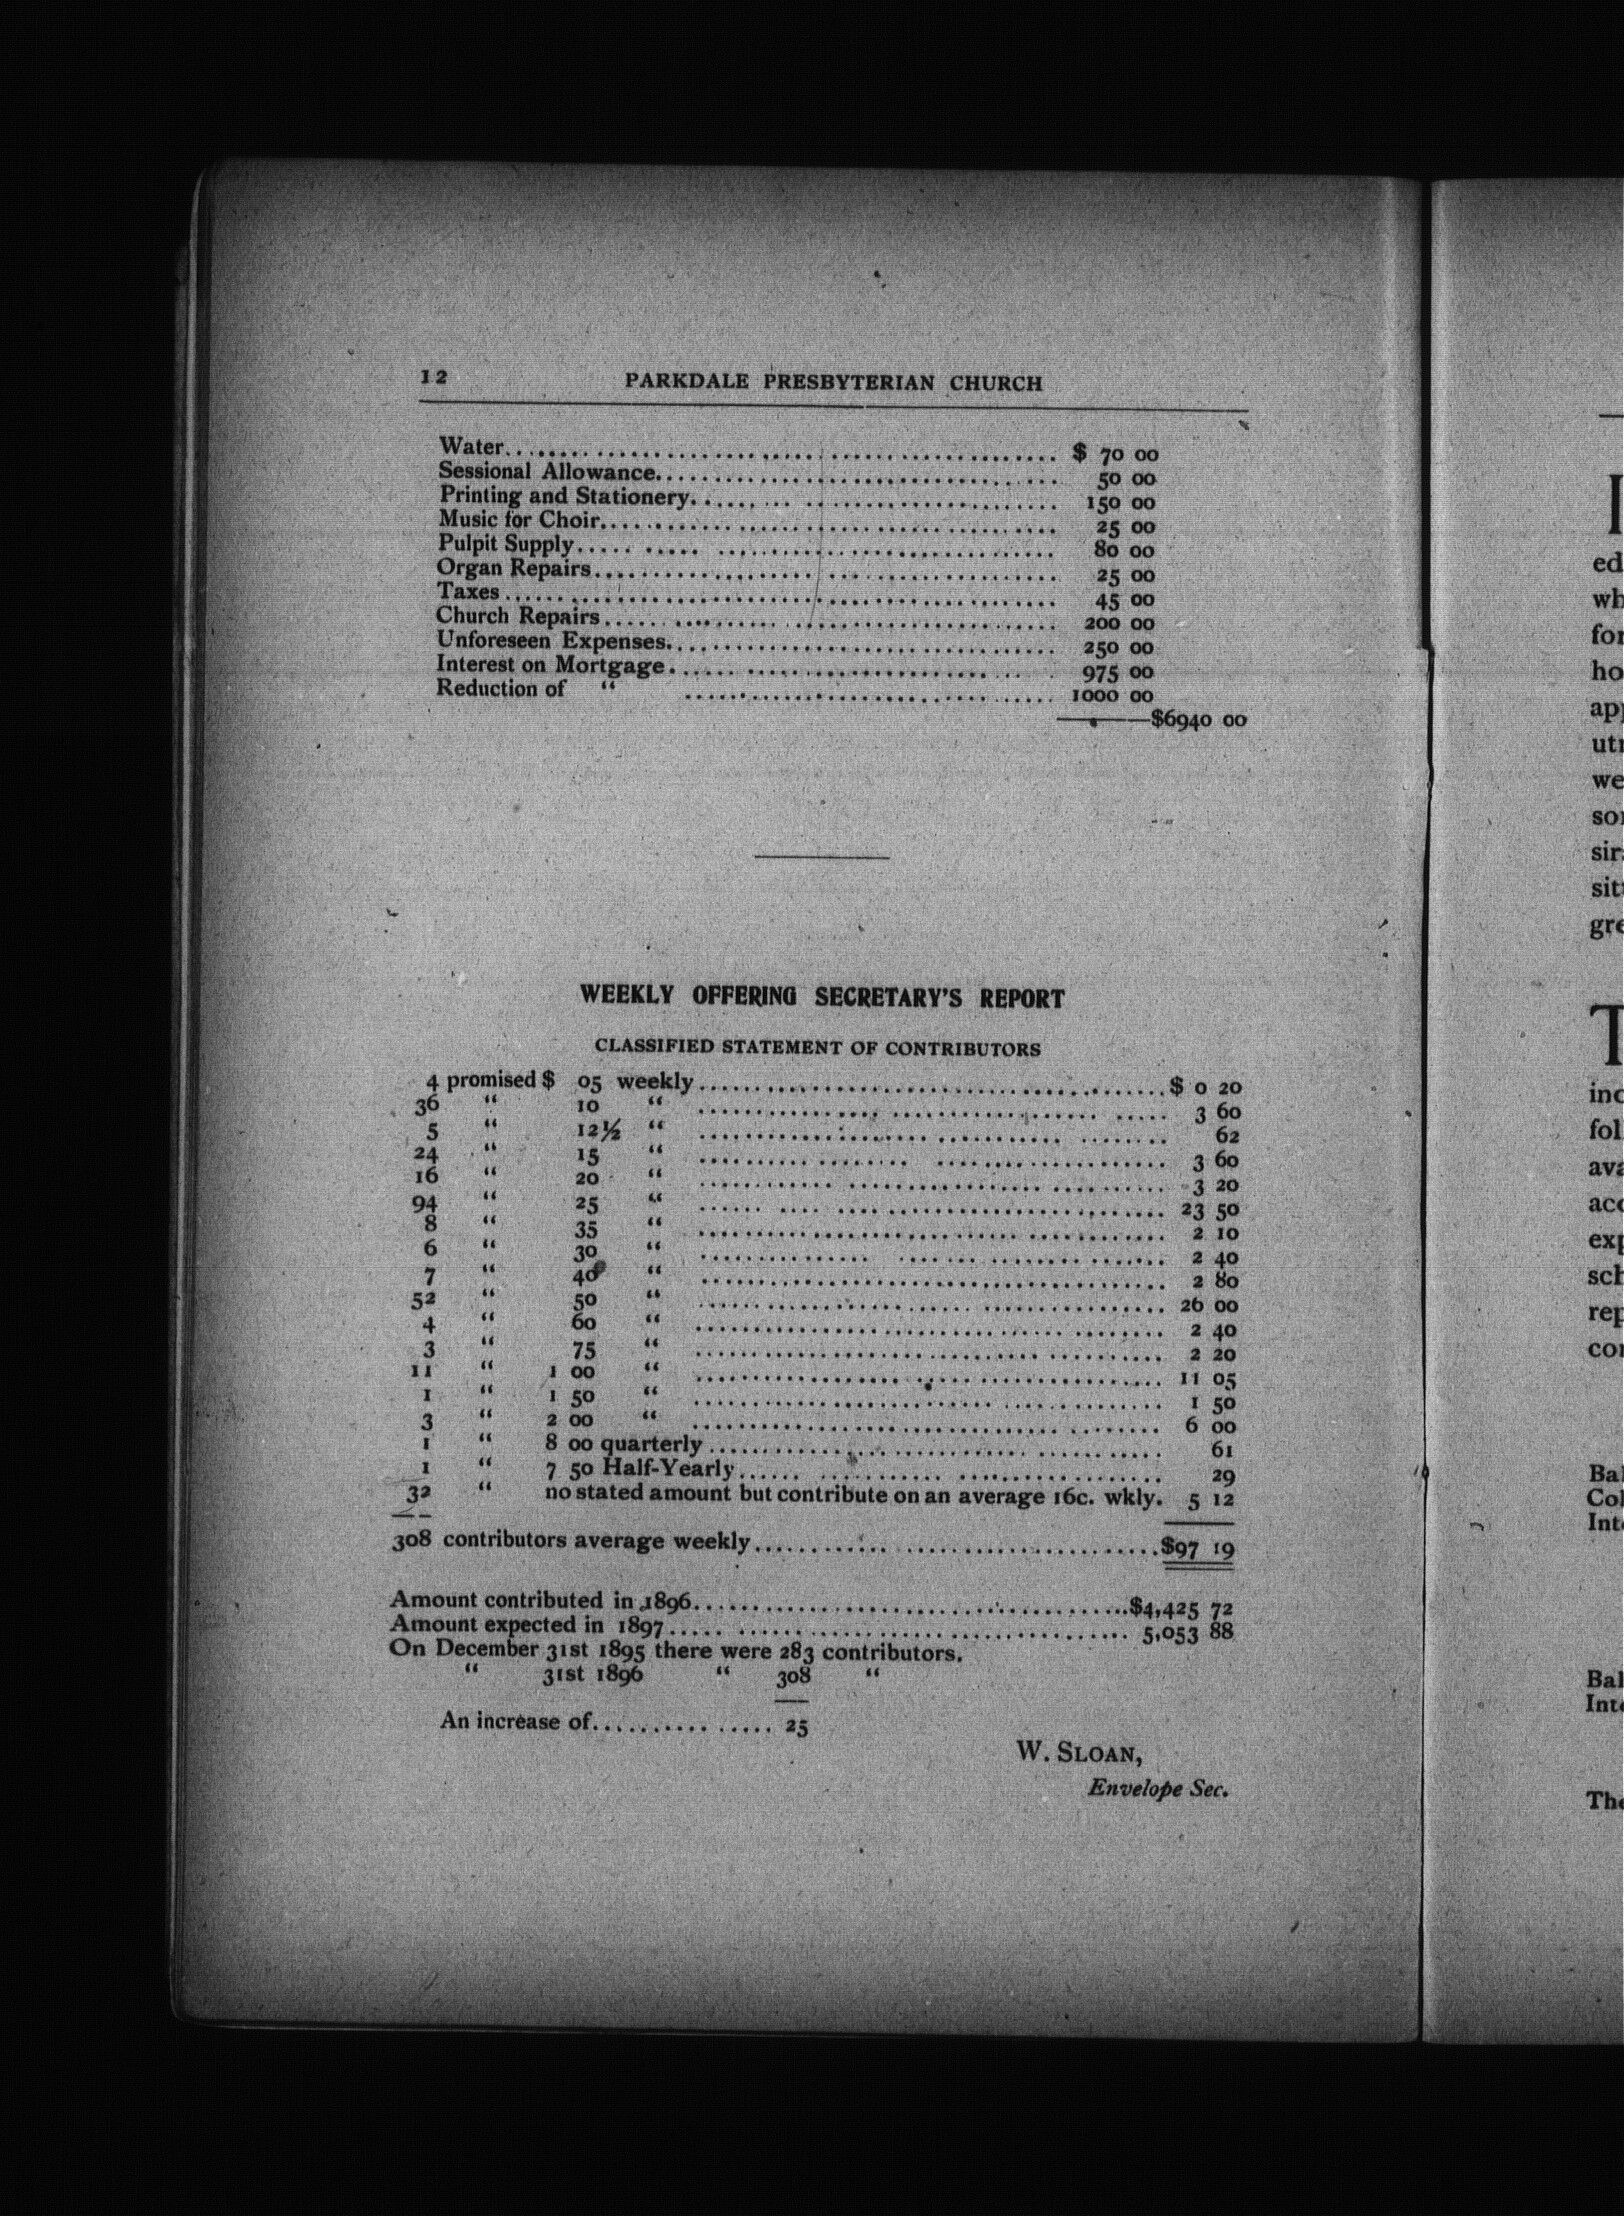 12 PARKDALE PRESBYTERIAN CHURCH
Water........ $ 70 00
Sessional Allowance........ 50 00
Printing and Stationery........ 150 00
Music for Choir........ 25 00
Pulpit Supply........ 80 00
Organ Repairs........ 25 00
Taxes........ 45 00
Church Repairs........ 200 00
Unforeseen Expenses........ 250 00
Interest on Mortgage........ 975 00
Reduction of " ........ 1000 00
$6940 00
WEEKLY OFFERING SECRETARY'S REPORT
CLASSIFIED STATEMENT OF CONTRIBUTORS
4 promised $ 05 weekly........ $ 0 20
36 " 10 " ........ 3 60
5 " 12½ " ........ 62
24 " 15 " ........ 3 60
16 " 20 " ........ 3 20
94 " 25 " ........ 23 50
8 " 35 " ........ 2 10
6 " 30 " ........ 2 40
7 " 40 " ........ 2 80
52 " 50 " ........ 26 00
4 " 60 " ........ 2 40
3 " 75 " ........ 2 20
11 " 1 00 " ........ 11 05
1 " 1 50 " ........ 1 50
3 " 2 00 " ........ 6 00
1 " 8 00 quarterly........ 61
1 " 7 50 Half-Yearly........ 29
32 " no stated amount but contribute on an average 16c. wkly. 5 12
308 contributors average weekly........ $97 19
Amount contributed in 1896........ $4,425 72
Amount expected in 1897........ 5,053 88
On December 31st 1895 there were 283 contributors.
" 31st 1896 " 308 "
An increase of........ 25
W. SLOAN,
Envelope Sec.